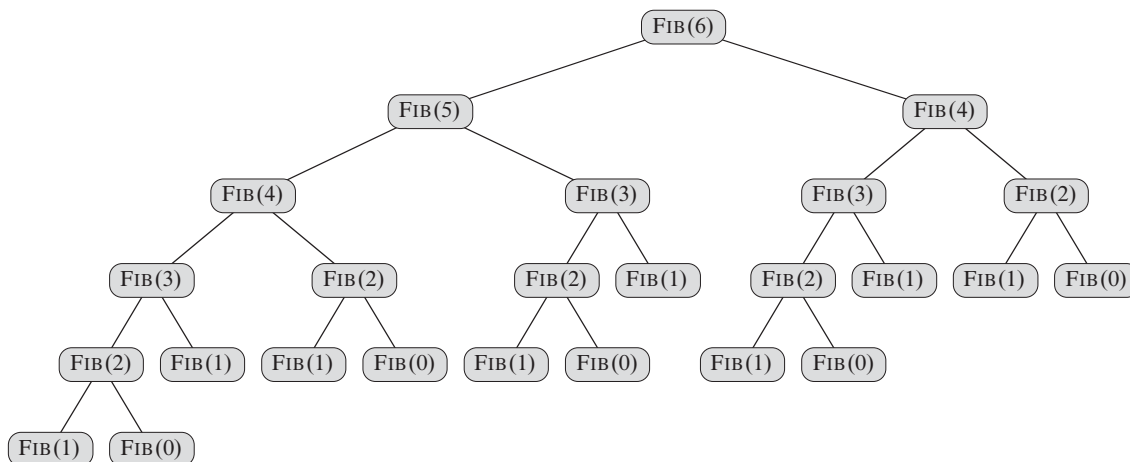 FIB(6)
FIB(5) FIB(4)
FIB(4) FIB(3) FIB(3) FIB(2)
FIB(3) FIB(2) FIB(2) FIB(1) FIB(2) FIB(1) FIB(1) FIB(0)
FIB(2) FIB(1) FIB(1) FIB(0) FIB(1) FIB(0) FIB(1) FIB(0)
FIB(1) FIB(0)